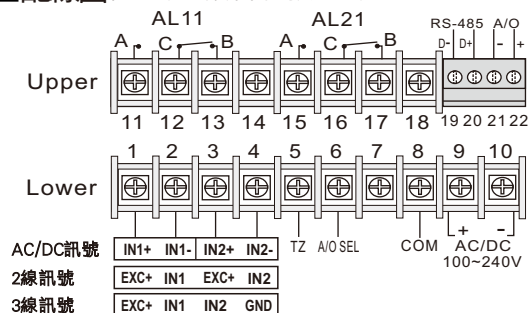 AL11 AL21 RS-485 A/O
A C B A C B D- D+ - +
Upper
11 12 13 14 15 16 17 18 19 20 21 22
1 2 3 4 5 6 7 8 9 10
Lower
+ -
AC/DC訊號 IN1+ IN1- IN2+ IN2- TZ A/O SEL COM AC/DC
100~240V
2線訊號 EXC+ IN1 EXC+ IN2
3線訊號 EXC+ IN1 IN2 GND